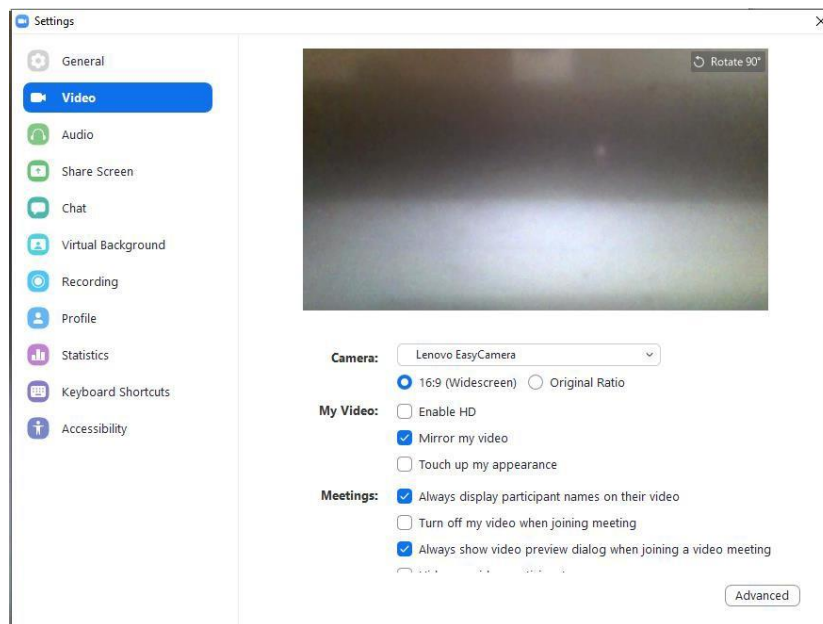 Settings
General
Video
Audio
Share Screen
Chat
Virtual Background
Recording
Profile
Statistics
Keyboard Shortcuts
Accessibility
Rotate 90°
Camera: Lenovo EasyCamera
16:9 (Widescreen) Original Ratio
My Video: Enable HD
Mirror my video
Touch up my appearance
Meetings: Always display participant names on their video
Turn off my video when joining meeting
Always show video preview dialog when joining a video meeting
Advanced